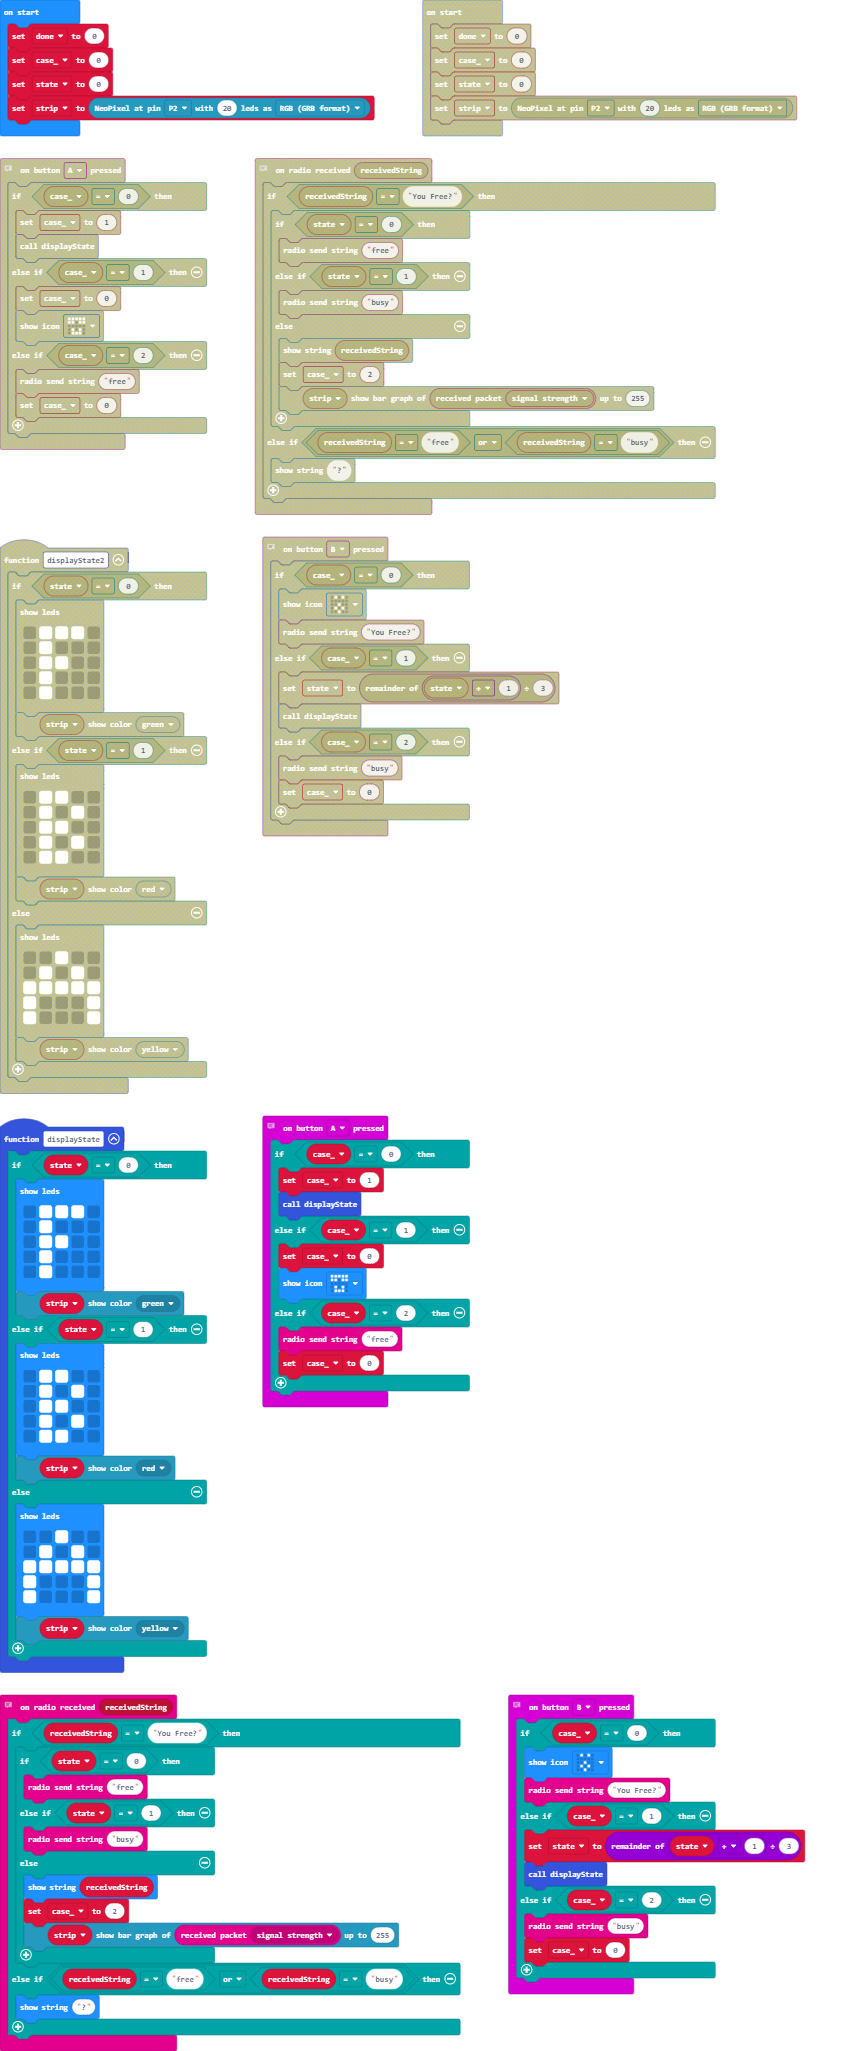 on start
set done to 0
set case_ to 0
set state to 0
set strip to NeoPixel at pin P2 with 20 leds as RGB (GRB format)
on start
set done to 0
set case_ to 0
set state to 0
set strip to NeoPixel at pin P2 with 20 leds as RGB (GRB format)
on button A pressed
if case_ = 0 then
set case_ to 1
call displayState
else if case_ = 1 then
set case_ to 0
show icon
else if case_ = 2 then
radio send string "free"
set case_ to 0
on radio received receivedString
if receivedString = "You Free?" then
if state = 0 then
radio send string "free"
else if state = 1 then
radio send string "busy"
else
show string receivedString
set case_ to 2
strip show bar graph of received packet signal strength up to 255
else if receivedString = "free" or receivedString = "busy" then
show string "?"
function displayState2
if state = 0 then
show leds
strip show color green
else if state = 1 then
show leds
strip show color red
else
show leds
strip show color yellow
on button B pressed
if case_ = 0 then
show icon
radio send string "You Free?"
else if case_ = 1 then
set state to remainder of state + 1 ÷ 3
call displayState
else if case_ = 2 then
radio send string "busy"
set case_ to 0
function displayState
if state = 0 then
show leds
strip show color green
else if state = 1 then
show leds
strip show color red
else
show leds
strip show color yellow
on button A pressed
if case_ = 0 then
set case_ to 1
call displayState
else if case_ = 1 then
set case_ to 0
show icon
else if case_ = 2 then
radio send string "free"
set case_ to 0
on radio received receivedString
if receivedString = "You Free?" then
if state = 0 then
radio send string "free"
else if state = 1 then
radio send string "busy"
else
show string receivedString
set case_ to 2
strip show bar graph of received packet signal strength up to 255
else if receivedString = "free" or receivedString = "busy" then
show string "?"
on button B pressed
if case_ = 0 then
show icon
radio send string "You Free?"
else if case_ = 1 then
set state to remainder of state + 1 ÷ 3
call displayState
else if case_ = 2 then
radio send string "busy"
set case_ to 0